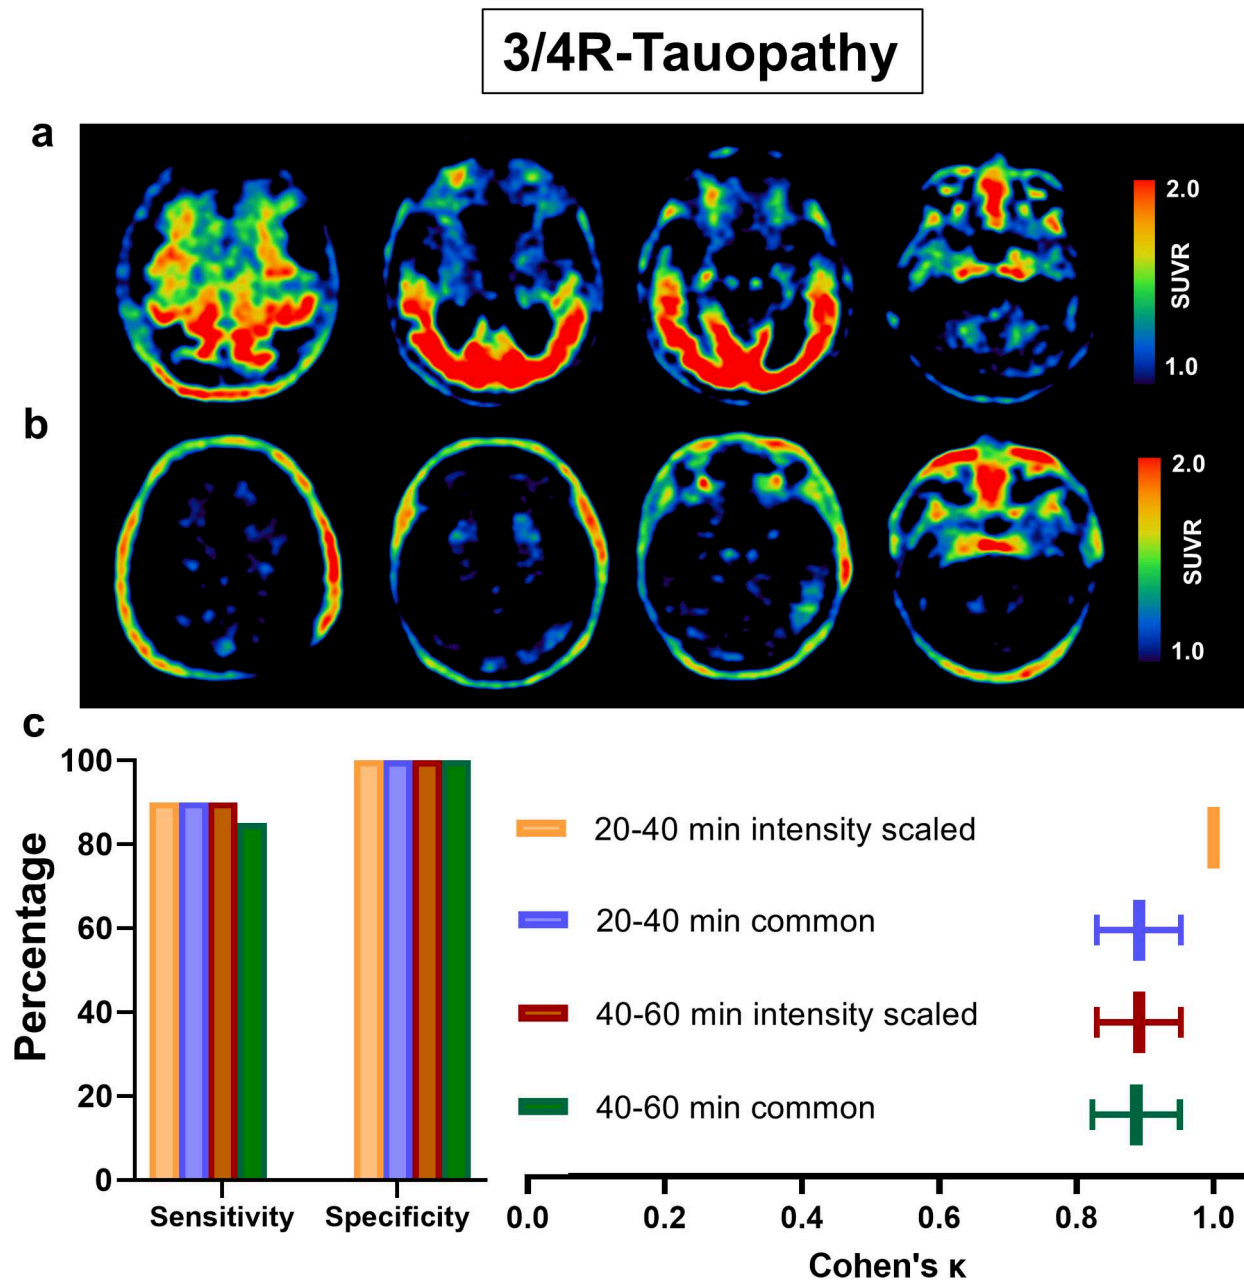 3/4R-Tauopathy
a
2.0
SUVR
1.0
b
2.0
SUVR
1.0
c
100
80
60
40
20
0
Percentage
Sensitivity
Specificity
20-40 min intensity scaled
20-40 min common
40-60 min intensity scaled
40-60 min common
0.0
0.2
0.4
0.6
0.8
1.0
Cohen's κ